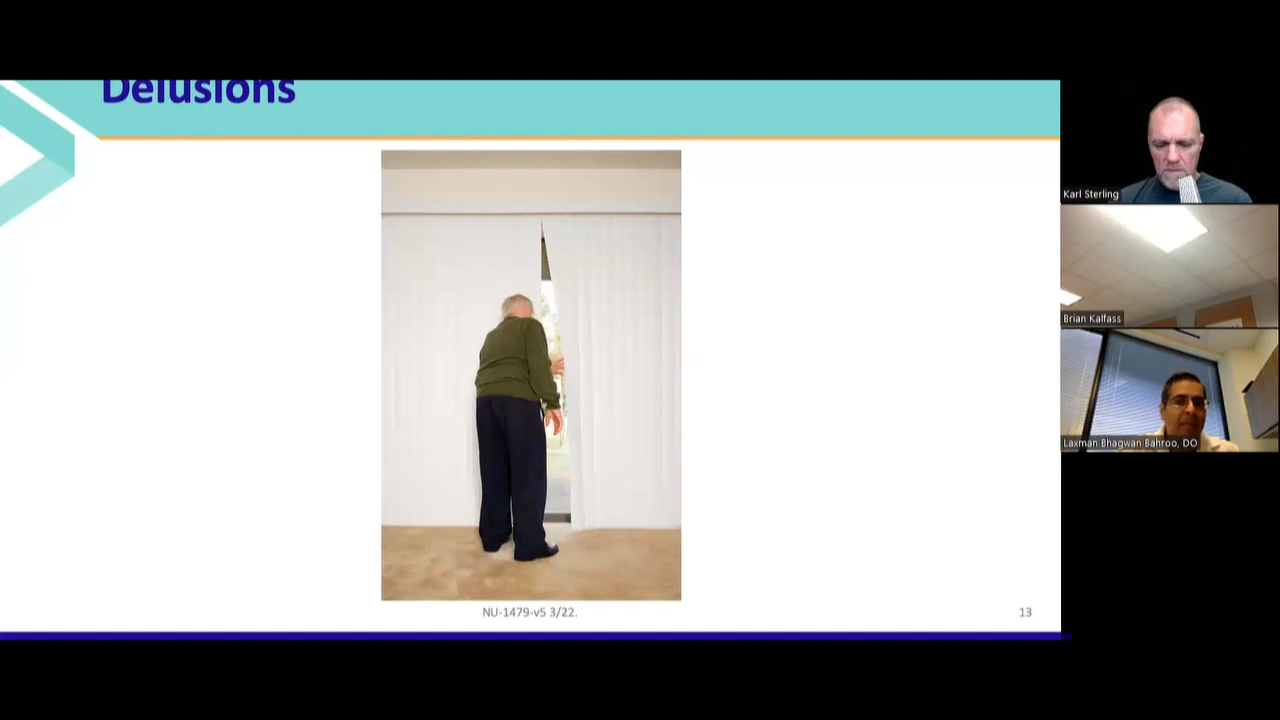 Delusions
Karl Sterling
Brian Kalfass
Laxman Bhagwan Bahroo, DO
NU-1479-v5 3/22.
13